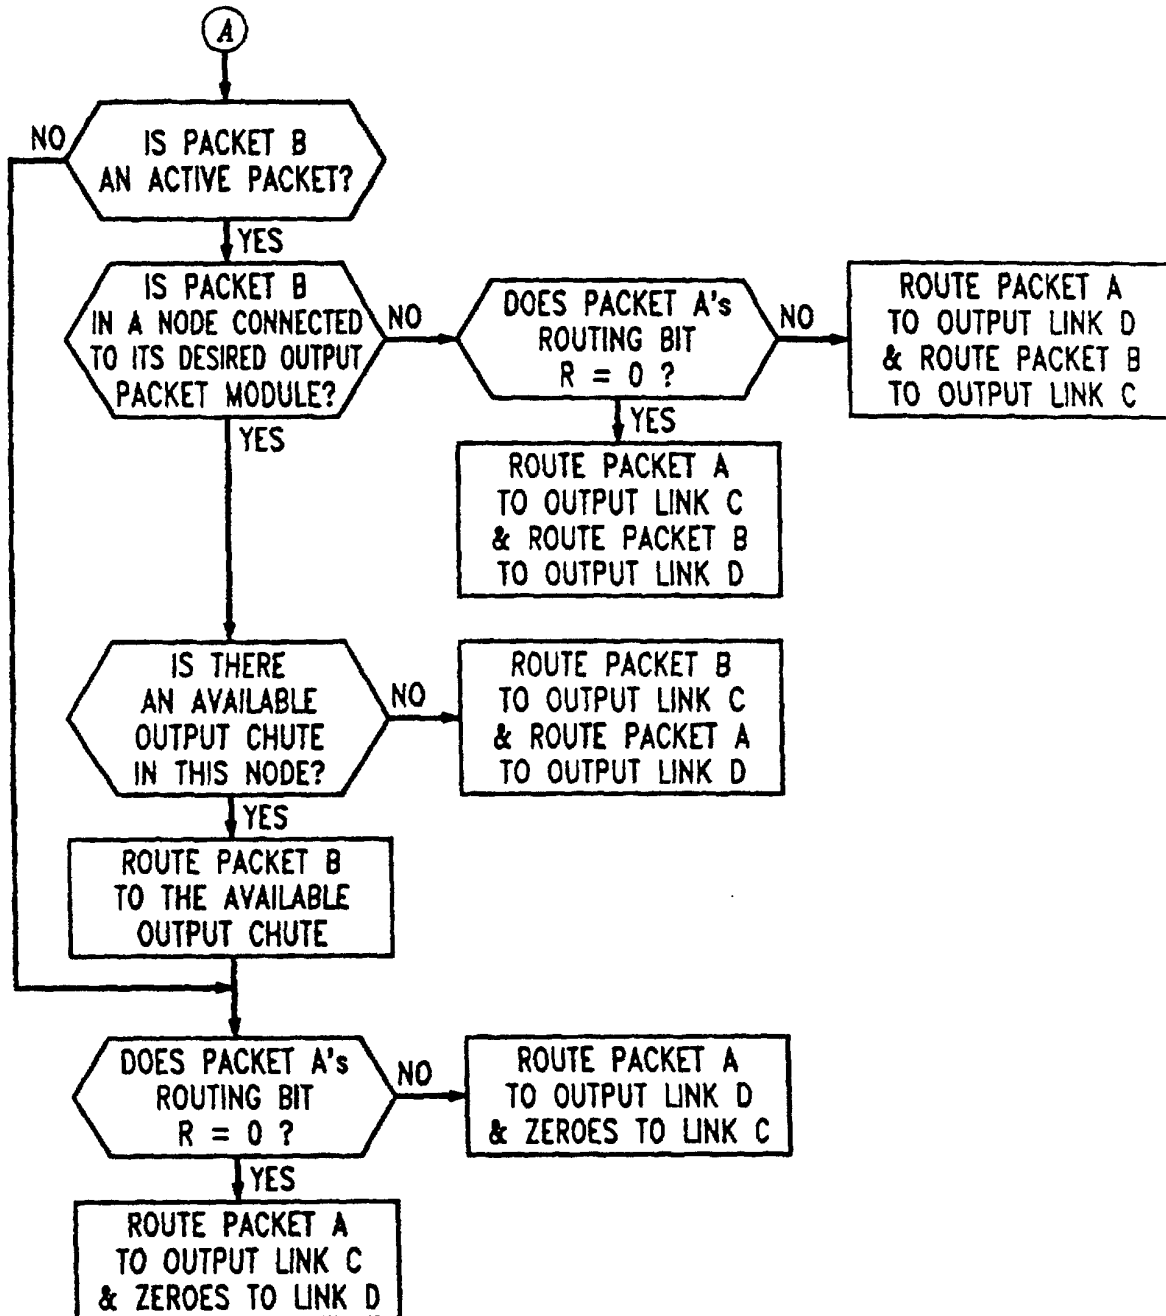 A
IS PACKET B
AN ACTIVE PACKET?
NO
YES
IS PACKET B
IN A NODE CONNECTED
TO ITS DESIRED OUTPUT
PACKET MODULE?
NO
YES
DOES PACKET A's
ROUTING BIT
R = 0 ?
NO
YES
ROUTE PACKET A
TO OUTPUT LINK D
& ROUTE PACKET B
TO OUTPUT LINK C
ROUTE PACKET A
TO OUTPUT LINK C
& ROUTE PACKET B
TO OUTPUT LINK D
IS THERE
AN AVAILABLE
OUTPUT CHUTE
IN THIS NODE?
NO
YES
ROUTE PACKET B
TO OUTPUT LINK C
& ROUTE PACKET A
TO OUTPUT LINK D
ROUTE PACKET B
TO THE AVAILABLE
OUTPUT CHUTE
DOES PACKET A's
ROUTING BIT
R = 0 ?
NO
YES
ROUTE PACKET A
TO OUTPUT LINK D
& ZEROES TO LINK C
ROUTE PACKET A
TO OUTPUT LINK C
& ZEROES TO LINK D